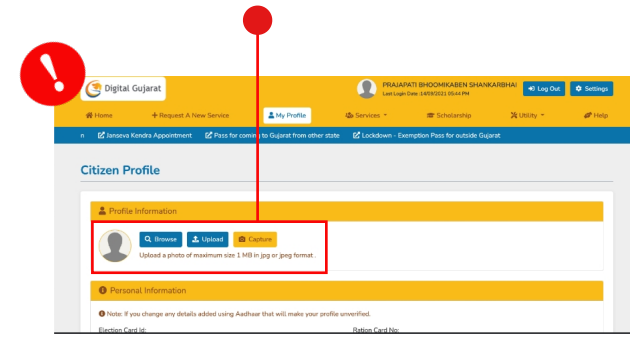 !
Digital Gujarat
PRAJAPATI BHOOMIKABEN SHANKARBHAI
Last Login Date :14/09/2021 05:44 PM
Log Out
Settings
Home
+ Request A New Service
My Profile
Services
Scholarship
Utility
Help
n
Janseva Kendra Appointment
Pass for coming to Gujarat from other state
Lockdown - Exemption Pass for outside Gujarat
Citizen Profile
Profile Information
Browse
Upload
Capture
Upload a photo of maximum size 1 MB in jpg or jpeg format .
Personal Information
Note: If you change any details added using Aadhaar that will make your profile unverified.
Election Card Id:
Ration Card No: